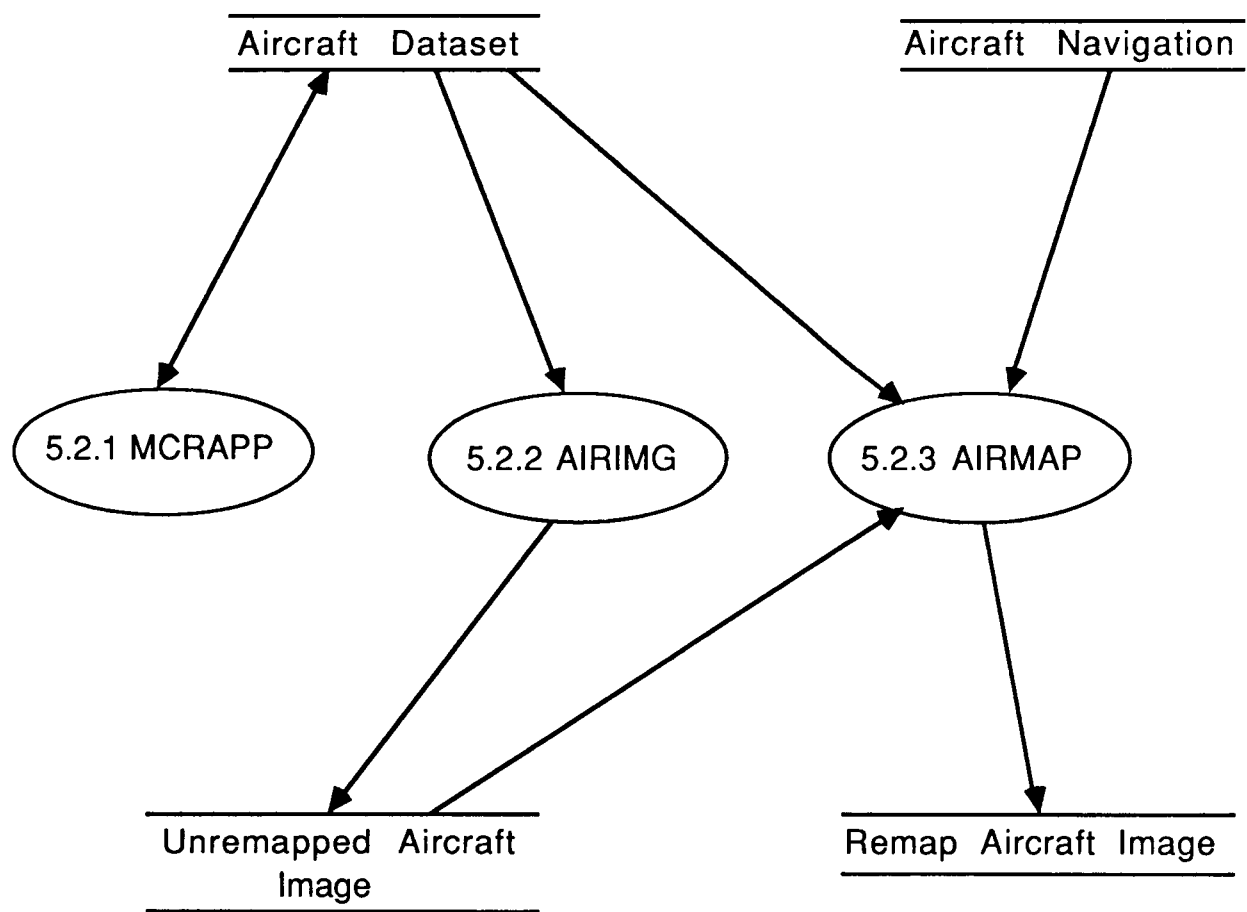 Aircraft Dataset
Aircraft Navigation
5.2.1 MCRAPP
5.2.2 AIRIMG
5.2.3 AIRMAP
Unremapped Aircraft
Image
Remap Aircraft Image